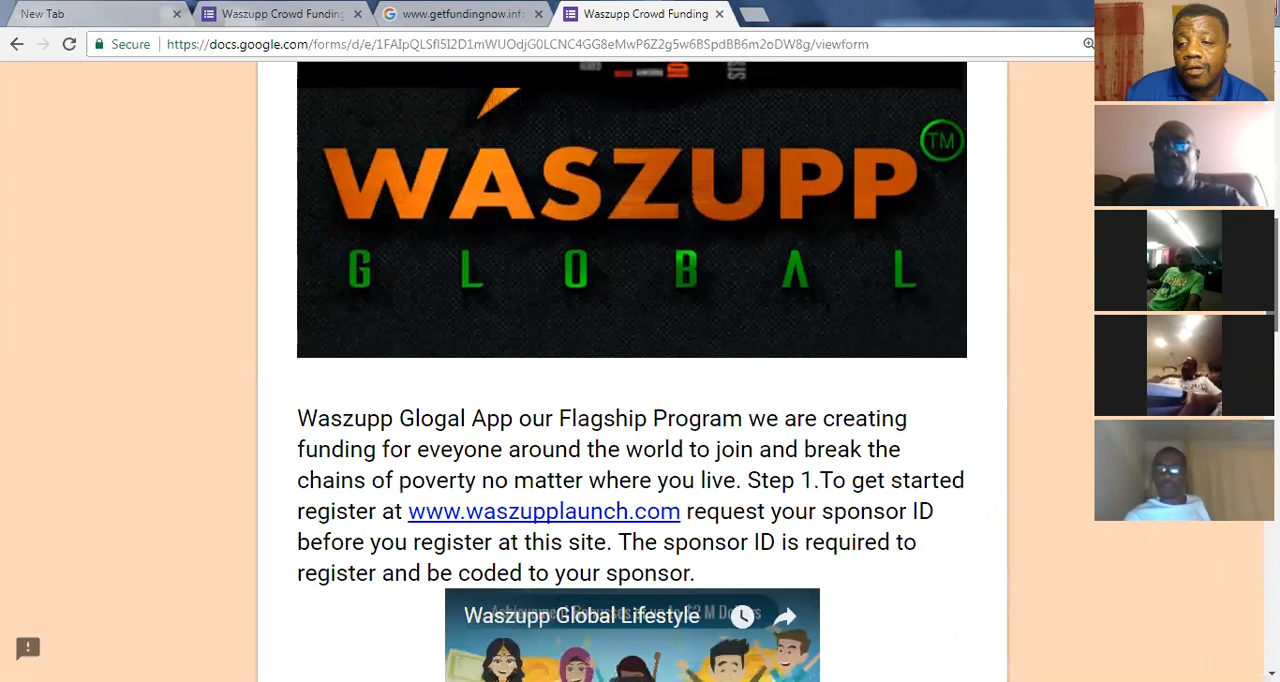 New Tab
Waszupp Crowd Funding
www.getfundingnow.inf
Waszupp Crowd Funding
Secure
https://docs.google.com/forms/d/e/1FAIpQLSfl5I2D1mWUOdjG0LCNC4GG8eMwP6Z2g5w6BSpdBB6m2oDW8g/viewform
WASZUPP
TM
GLOBAL
Waszupp Glogal App our Flagship Program we are creating
funding for eveyone around the world to join and break the
chains of poverty no matter where you live. Step 1.To get started
register at www.waszupplaunch.com request your sponsor ID
before you register at this site. The sponsor ID is required to
register and be coded to your sponsor.
Waszupp Global Lifestyle